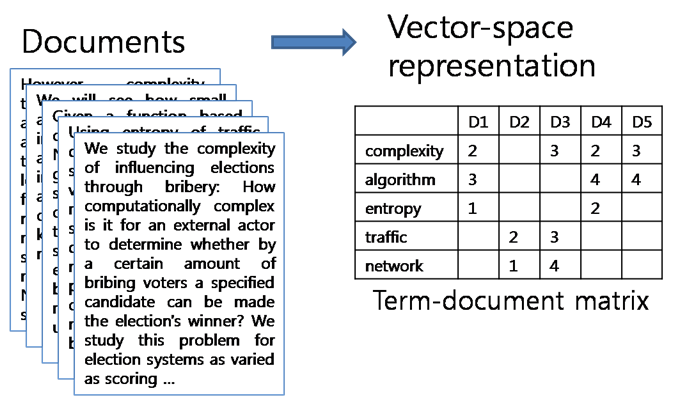 Documents
Vector-space
representation
However complexity
We will see how small
Given a function based
Using entropy of traffic
We study the complexity
of influencing elections
through bribery: How
computationally complex
is it for an external actor
to determine whether by
a certain amount of
bribing voters a specified
candidate can be made
the election's winner? We
study this problem for
election systems as varied
as scoring ...
D1 D2 D3 D4 D5
complexity 2 3 2 3
algorithm 3 4 4
entropy 1 2
traffic 2 3
network 1 4
Term-document matrix